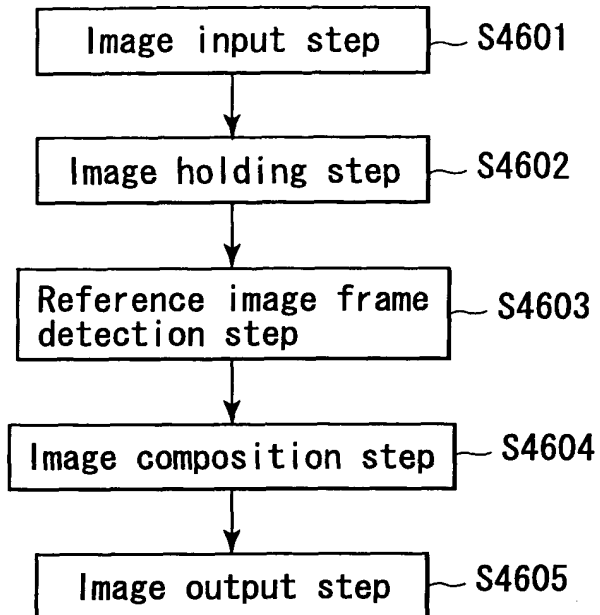 Image input step S4601
Image holding step S4602
Reference image frame
detection step S4603
Image composition step S4604
Image output step S4605